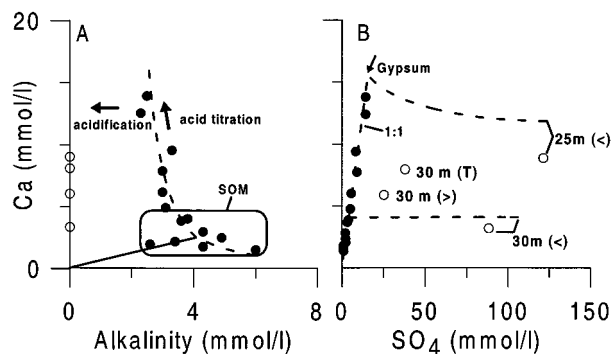 20
A
B
Gypsum
acidification
acid titration
1:1
25m (<)
Ca (mmol/l)
30 m (T)
SOM
30 m (>)
30m (<)
0
0
4
8
0
50
100
150
Alkalinity (mmol/l)
SO4 (mmol/l)